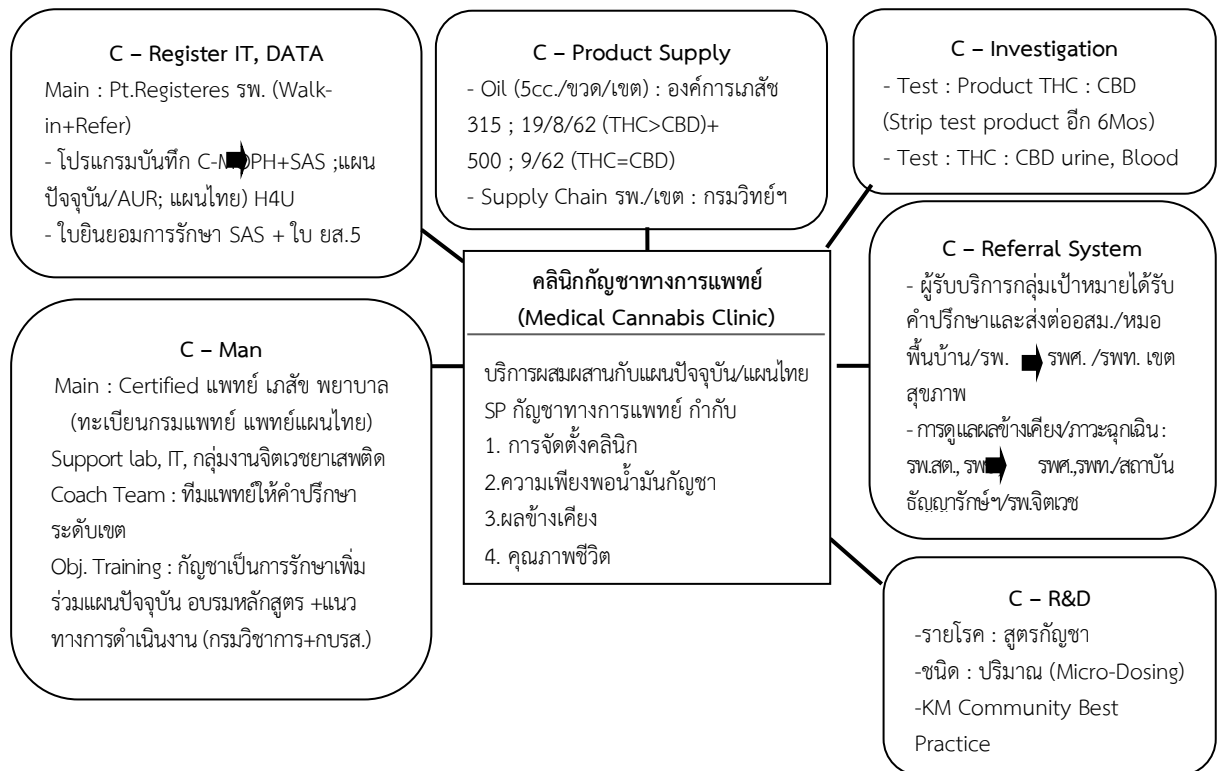 C – Register IT, DATA
Main : Pt.Registeres รพ. (Walk-
in+Refer)
- โปรแกรมบันทึก C-MOPH+SAS ;แผน
ปัจจุบัน/AUR; แผนไทย) H4U
- ใบยินยอมการรักษา SAS + ใบ ยส.5
C – Product Supply
- Oil (5cc./ขวด/เขต) : องค์การเภสัช
315 ; 19/8/62 (THC>CBD)+
500 ; 9/62 (THC=CBD)
- Supply Chain รพ./เขต : กรมวิทย์ฯ
C – Investigation
- Test : Product THC : CBD
(Strip test product อีก 6Mos)
- Test : THC : CBD urine, Blood
C – Man
Main : Certified แพทย์ เภสัช พยาบาล
(ทะเบียนกรมแพทย์ แพทย์แผนไทย)
Support lab, IT, กลุ่มงานจิตเวชยาเสพติด
Coach Team : ทีมแพทย์ให้คำปรึกษา
ระดับเขต
Obj. Training : กัญชาเป็นการรักษาเพิ่ม
ร่วมแผนปัจจุบัน อบรมหลักสูตร +แนว
ทางการดำเนินงาน (กรมวิชาการ+กบรส.)
คลินิกกัญชาทางการแพทย์
(Medical Cannabis Clinic)
บริการผสมผสานกับแผนปัจจุบัน/แผนไทย
SP กัญชาทางการแพทย์ กำกับ
1. การจัดตั้งคลินิก
2.ความเพียงพอน้ำมันกัญชา
3.ผลข้างเคียง
4. คุณภาพชีวิต
C – Referral System
- ผู้รับบริการกลุ่มเป้าหมายได้รับ
คำปรึกษาและส่งต่ออสม./หมอ
พื้นบ้าน/รพ. รพศ. /รพท. เขต
สุขภาพ
- การดูแลผลข้างเคียง/ภาวะฉุกเฉิน :
รพ.สต., รพ รพศ.,รพท./สถาบัน
ธัญญารักษ์ฯ/รพ.จิตเวช
C – R&D
-รายโรค : สูตรกัญชา
-ชนิด : ปริมาณ (Micro-Dosing)
-KM Community Best
Practice